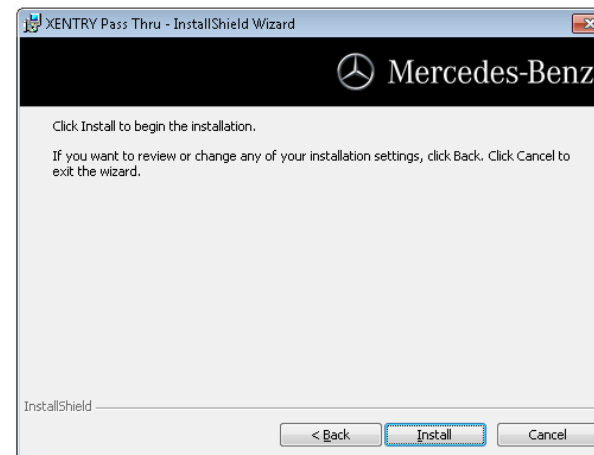 XENTRY Pass Thru - InstallShield Wizard
Mercedes-Benz
Click Install to begin the installation.
If you want to review or change any of your installation settings, click Back. Click Cancel to
exit the wizard.
InstallShield
< Back Install Cancel